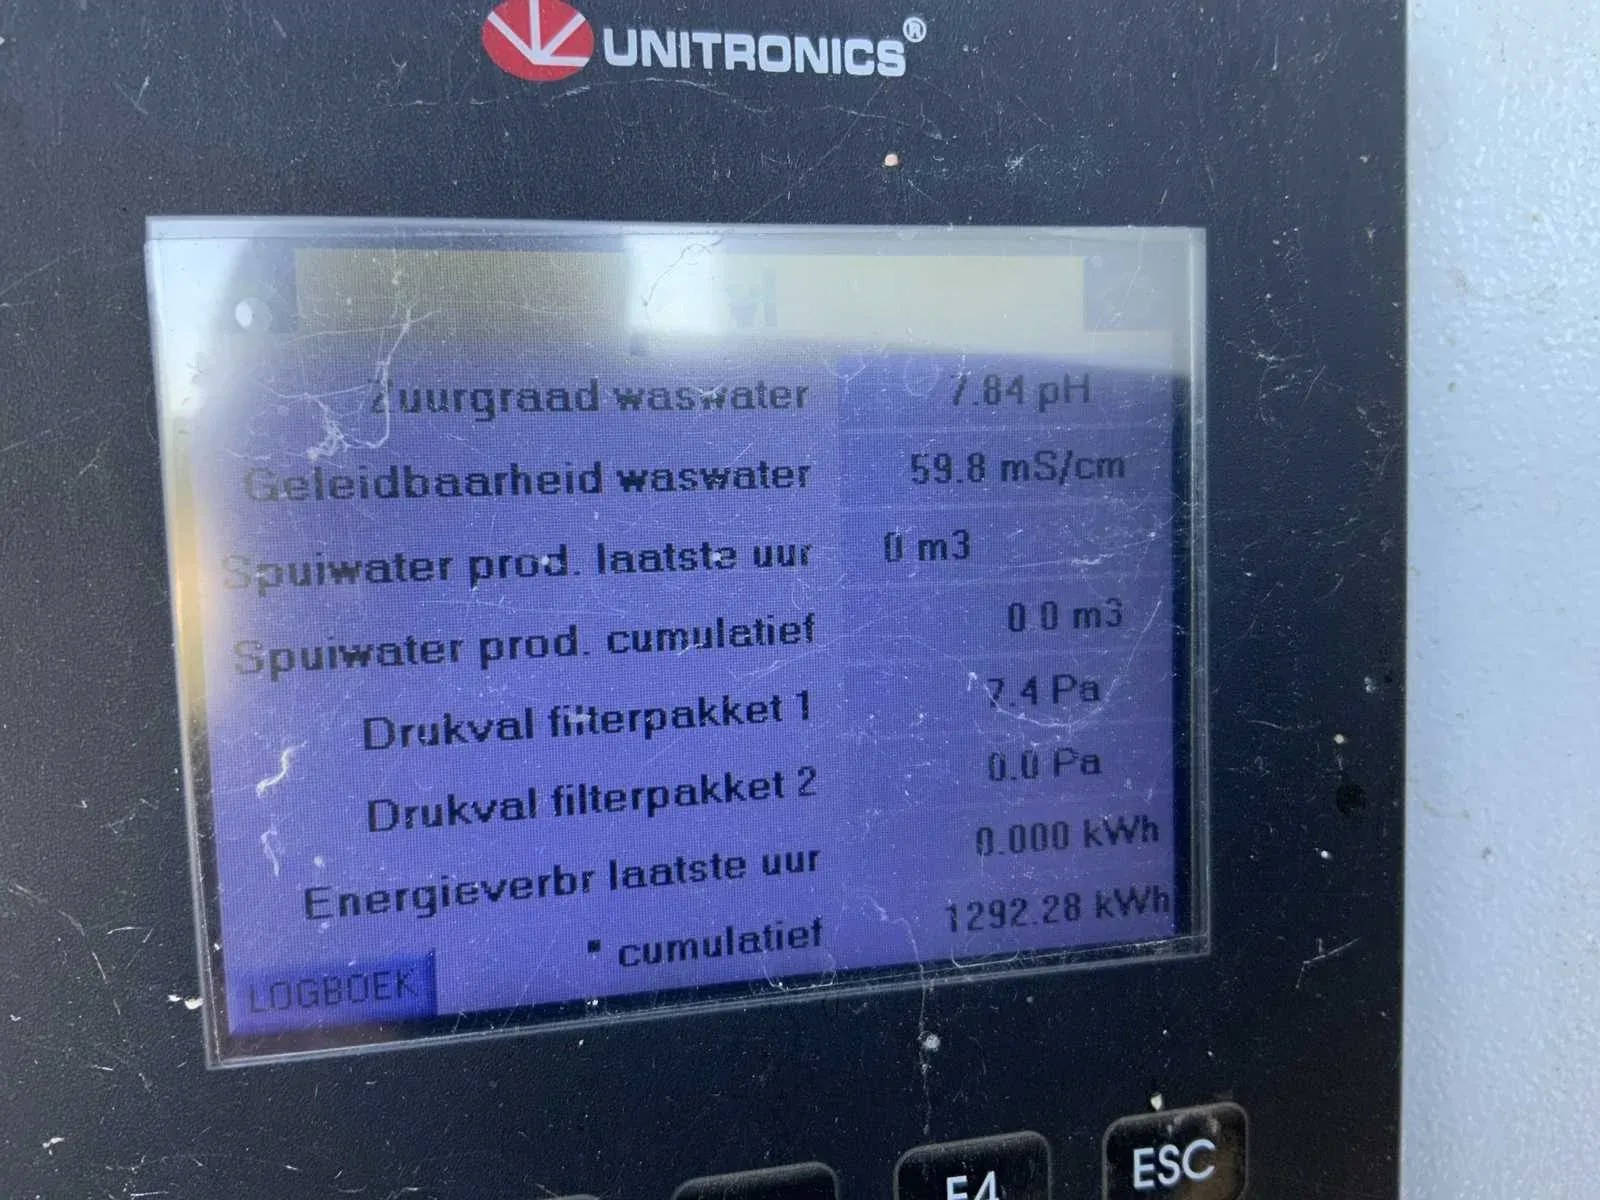 UNITRONICS®
Zuurgraad waswater 7.84 pH
Geleidbaarheid waswater 59.8 mS/cm
Spuiwater prod. laatste uur 0 m3
Spuiwater prod. cumulatief 0.0 m3
Drukval filterpakket 1 7.4 Pa
Drukval filterpakket 2 0.0 Pa
Energieverbr laatste uur 0.000 kWh
" cumulatief 1292.28 kWh
LOGBOEK
F4 ESC